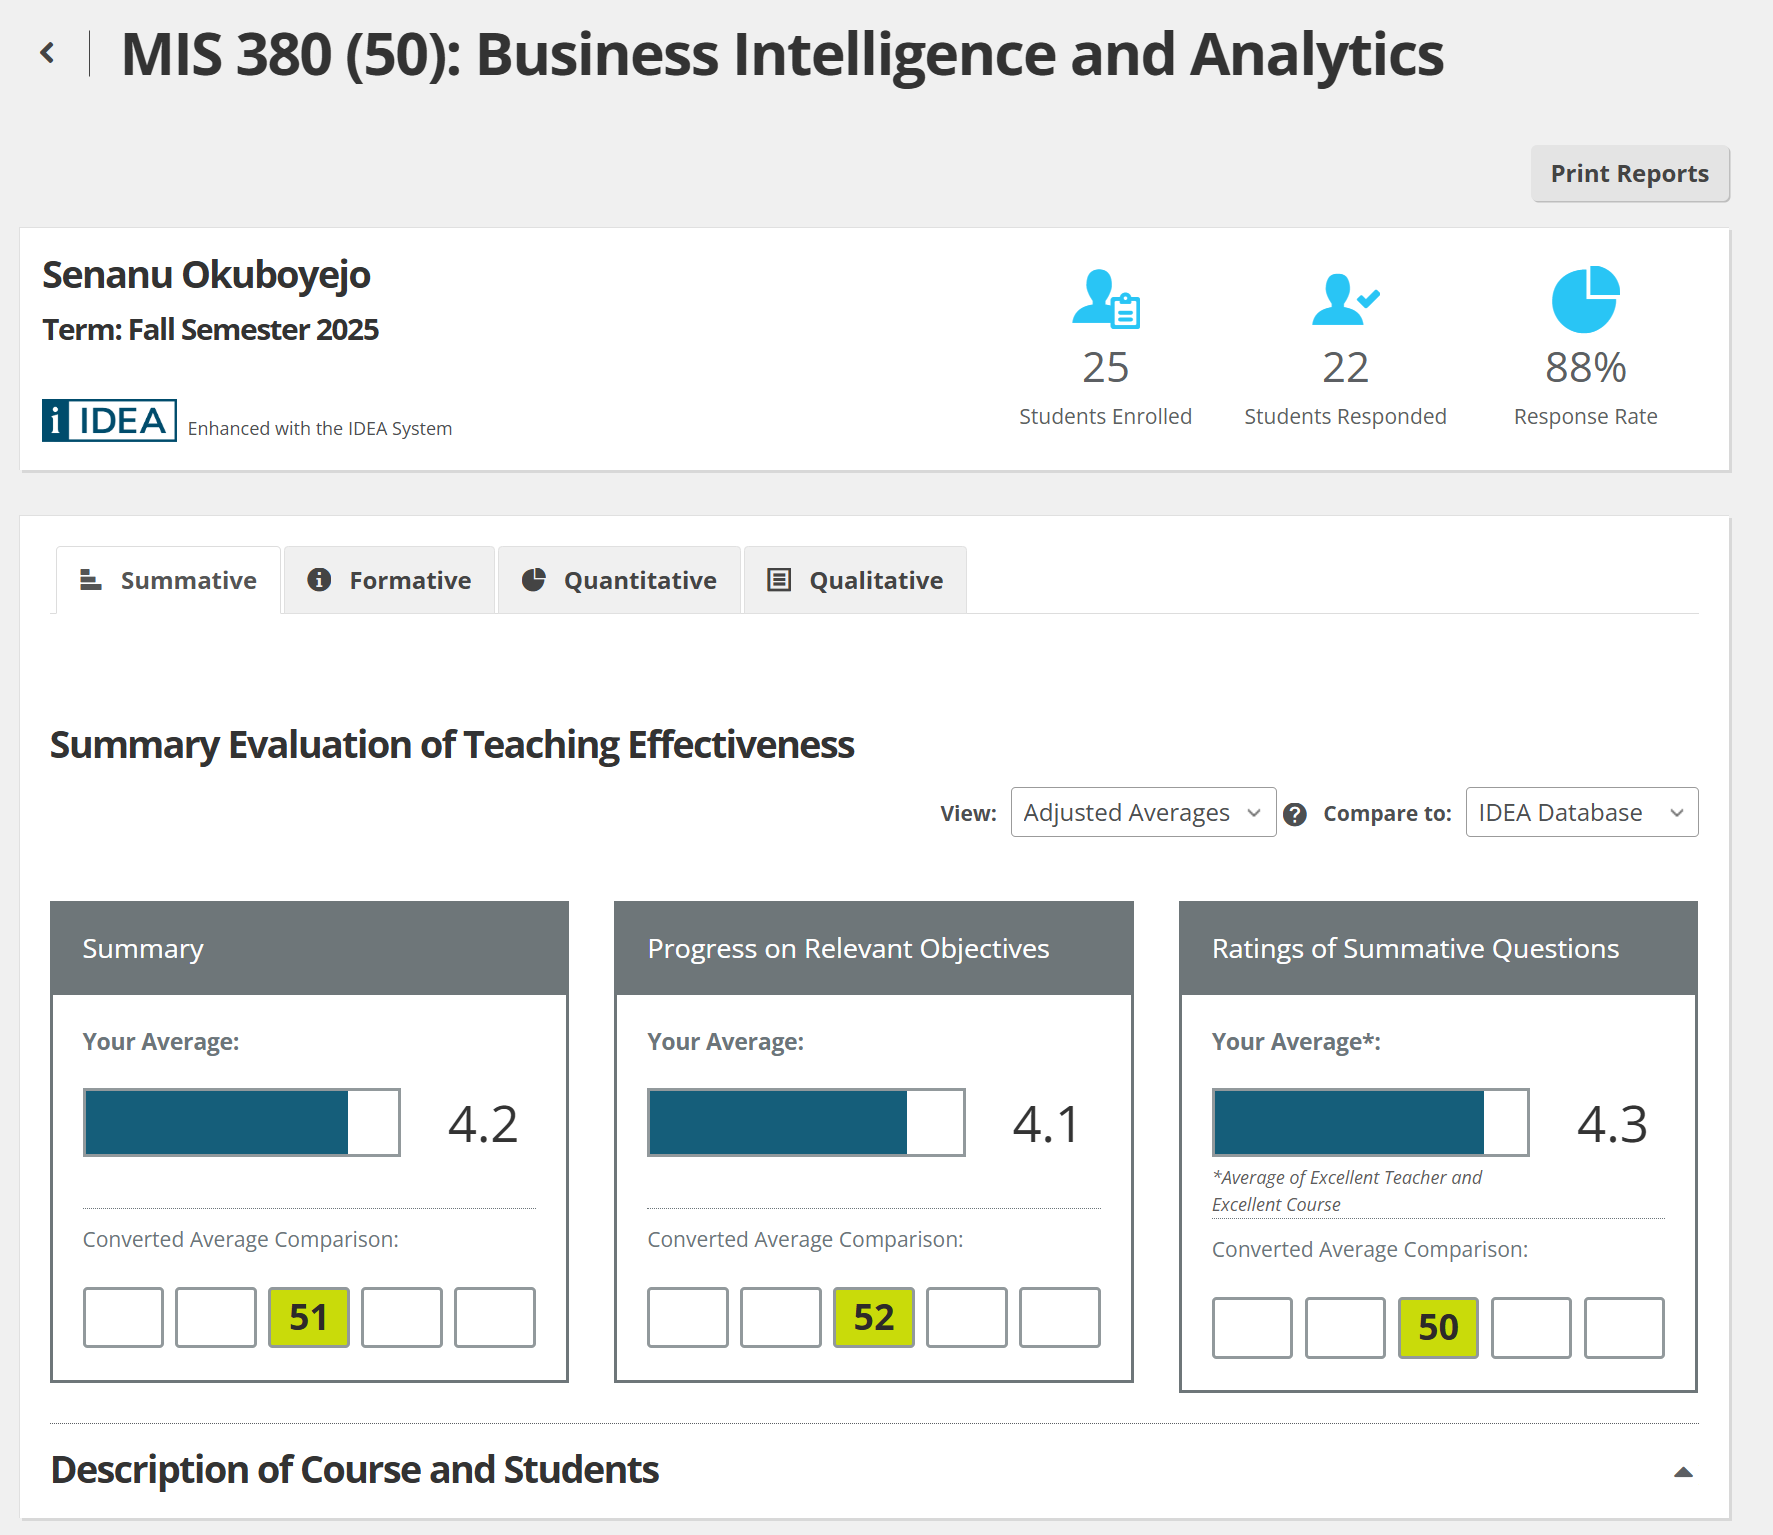 MIS 380 (50): Business Intelligence and Analytics
Print Reports
Senanu Okuboyejo
Term: Fall Semester 2025
i IDEA Enhanced with the IDEA System
25
Students Enrolled
22
Students Responded
88%
Response Rate
Summative
Formative
Quantitative
Qualitative
Summary Evaluation of Teaching Effectiveness
View: Adjusted Averages ? Compare to: IDEA Database
Summary
Your Average:
4.2
Converted Average Comparison:
51
Progress on Relevant Objectives
Your Average:
4.1
Converted Average Comparison:
52
Ratings of Summative Questions
Your Average*:
4.3
*Average of Excellent Teacher and
Excellent Course
Converted Average Comparison:
50
Description of Course and Students